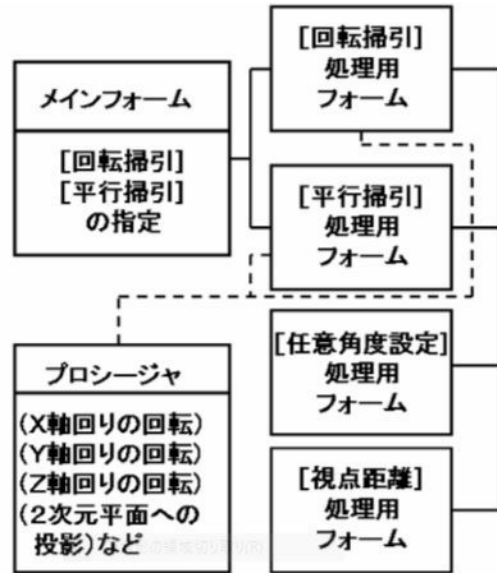 メインフォーム
[回転掃引]
[平行掃引]
の指定
[回転掃引]
処理用
フォーム
[平行掃引]
処理用
フォーム
[任意角度設定]
処理用
フォーム
[視点距離]
処理用
フォーム
プロシージャ
(X軸回りの回転)
(Y軸回りの回転)
(Z軸回りの回転)
(2次元平面への
投影)など